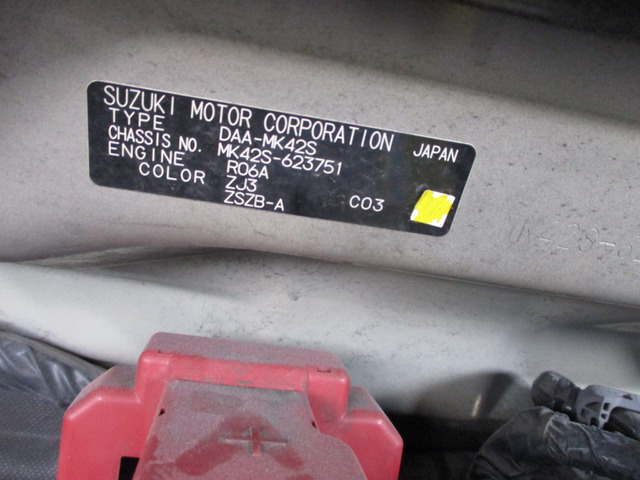 SUZUKI MOTOR CORPORATION JAPAN
TYPE DAA-MK42S
CHASSIS NO. MK42S-623751
ENGINE R06A
COLOR ZJ3
ZSZB-A C03